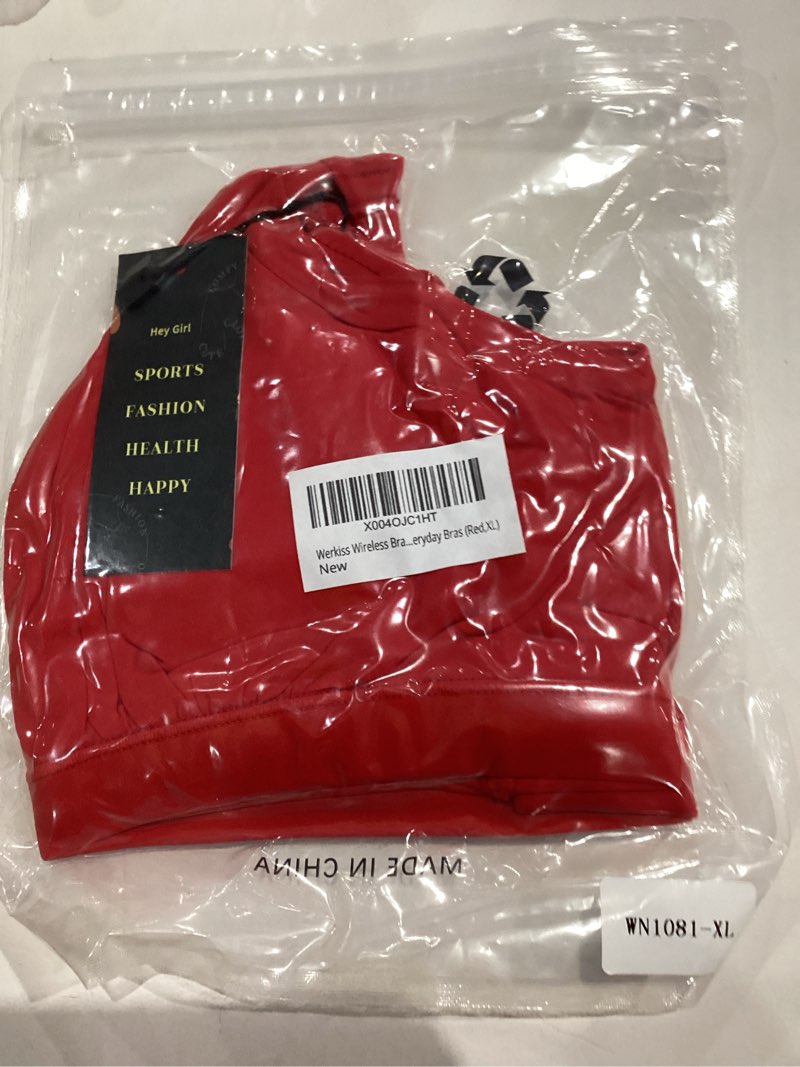 Hey Girl
SPORTS
FASHION
HEALTH
HAPPY
X004OJC1HT
Werkiss Wireless Bra...eryday Bras (Red,XL)
New
MADE IN CHINA
WN1081-XL